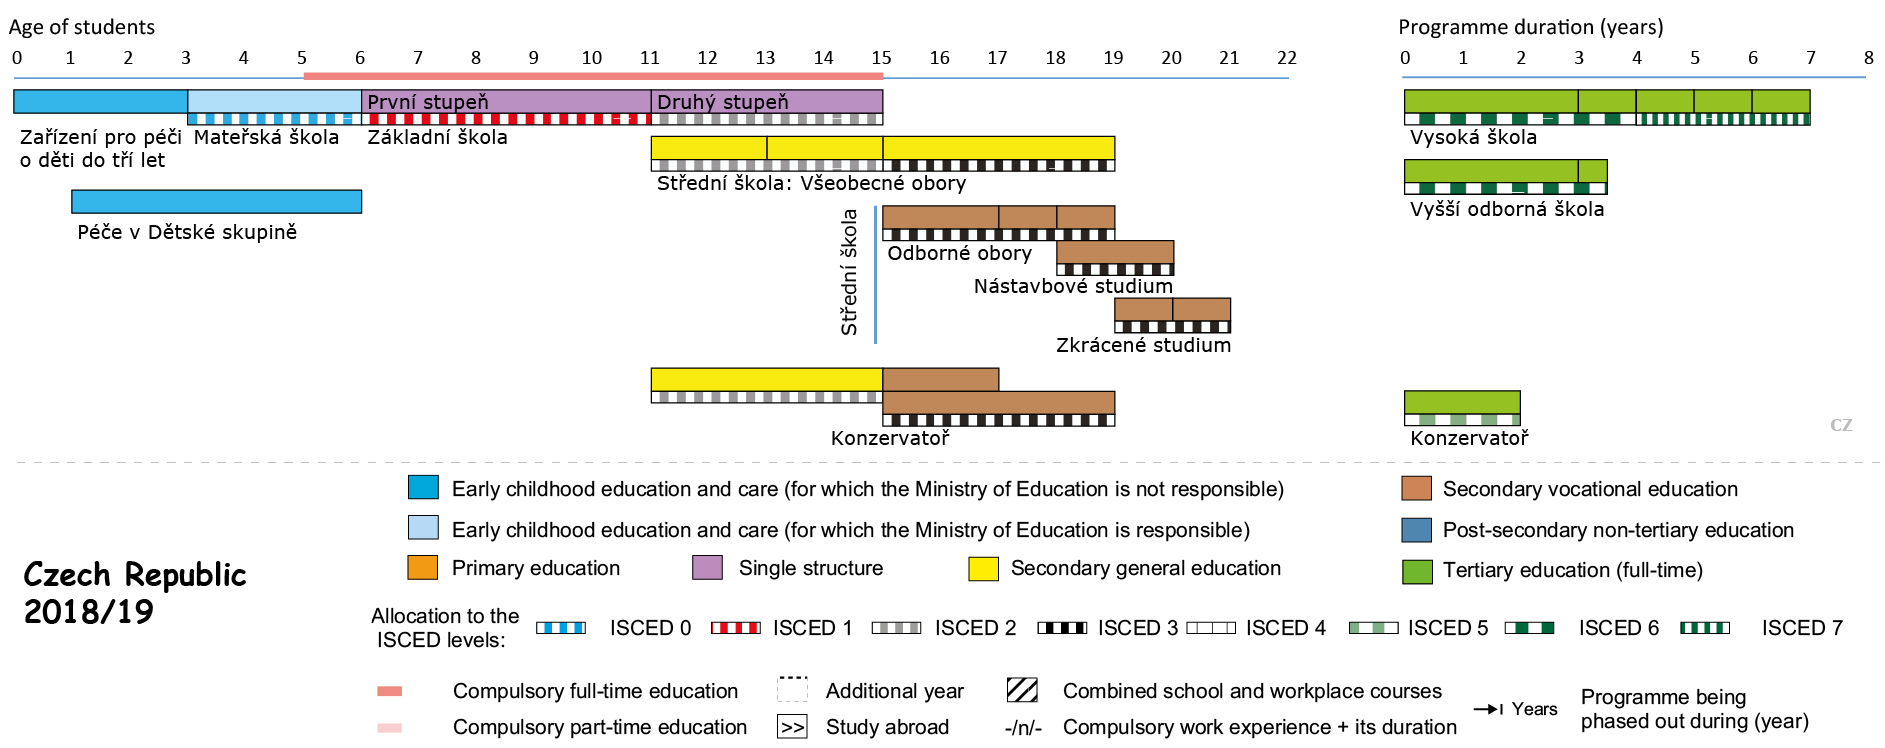 Age of students
Programme duration (years)
0 1 2 3 4 5 6 7 8 9 10 11 12 13 14 15 16 17 18 19 20 21 22
0 1 2 3 4 5 6 7 8
První stupeň
Druhý stupeň
Zařízení pro péči
o děti do tří let
Mateřská škola
Základní škola
Vysoká škola
Střední škola: Všeobecné obory
Vyšší odborná škola
Péče v Dětské skupině
Střední škola
Odborné obory
Nástavbové studium
Zkrácené studium
Konzervatoř
Konzervatoř
CZ
Czech Republic
2018/19
Early childhood education and care (for which the Ministry of Education is not responsible)
Secondary vocational education
Early childhood education and care (for which the Ministry of Education is responsible)
Post-secondary non-tertiary education
Primary education
Single structure
Secondary general education
Tertiary education (full-time)
Allocation to the
ISCED levels:
ISCED 0
ISCED 1
ISCED 2
ISCED 3
ISCED 4
ISCED 5
ISCED 6
ISCED 7
Compulsory full-time education
Additional year
Combined school and workplace courses
Years
Programme being
phased out during (year)
Compulsory part-time education
>>
Study abroad
-/n/-
Compulsory work experience + its duration